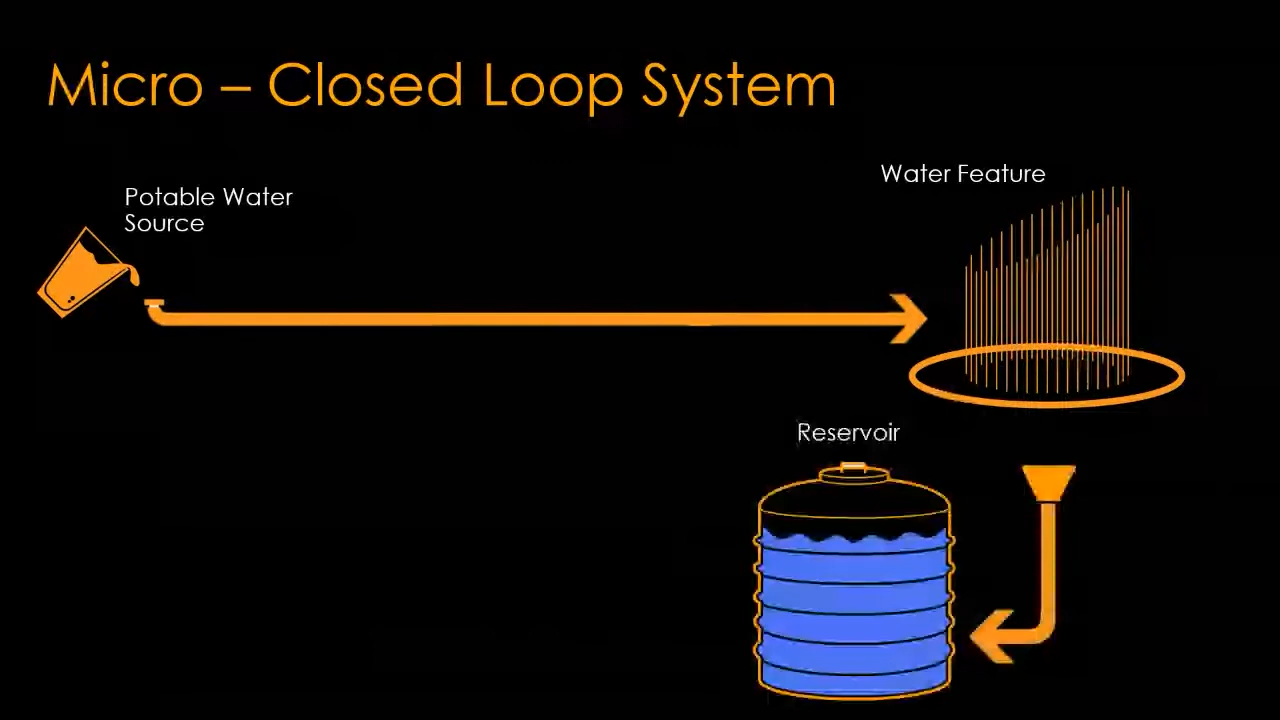 Micro – Closed Loop System
Potable Water
Source
Water Feature
Reservoir